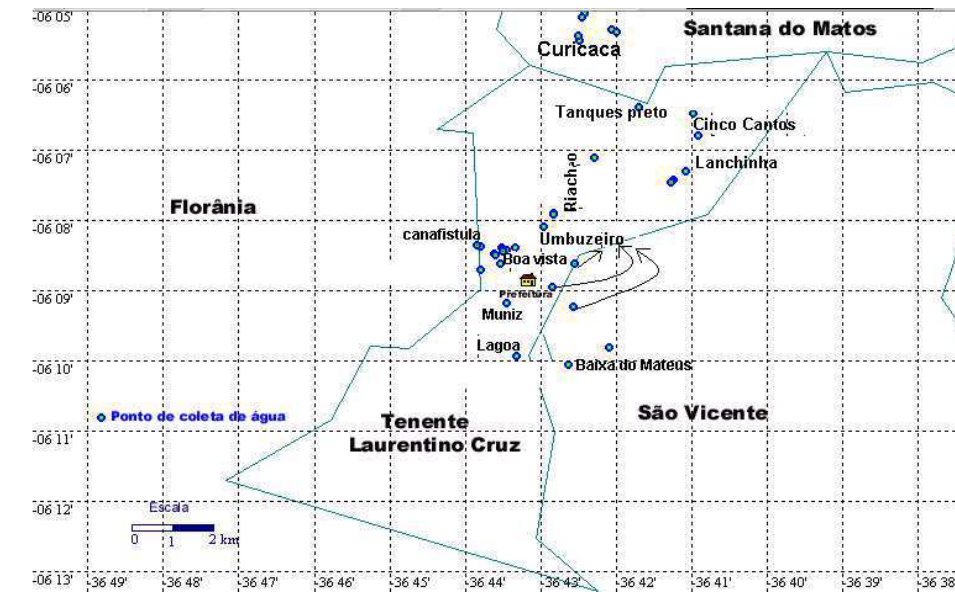 -06 05'
Santana do Matos
Curicaca
-06 06'
Tanques preto
Cinco Cantos
-06 07'
Lanchinha
Riachao
Florânia
-06 08'
canafistula
Umbuzeiro
Boa vista
-06 09'
Prefeitura
Muniz
Lagoa
-06 10'
Baixa do Mateus
Ponto de coleta de água
São Vicente
Tenente
Laurentino Cruz
-06 11'
-06 12'
Escala
0 1 2 km
-06 13'
-36 49' -36 48' -36 47' -36 46' -36 45' -36 44' -36 43' -36 42' -36 41' -36 40' -36 39' -36 38